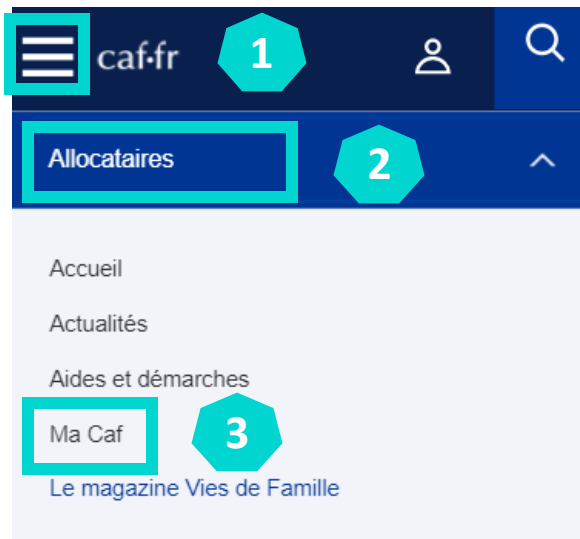 caf·fr
1
Allocataires
2
Accueil
Actualités
Aides et démarches
Ma Caf
3
Le magazine Vies de Famille